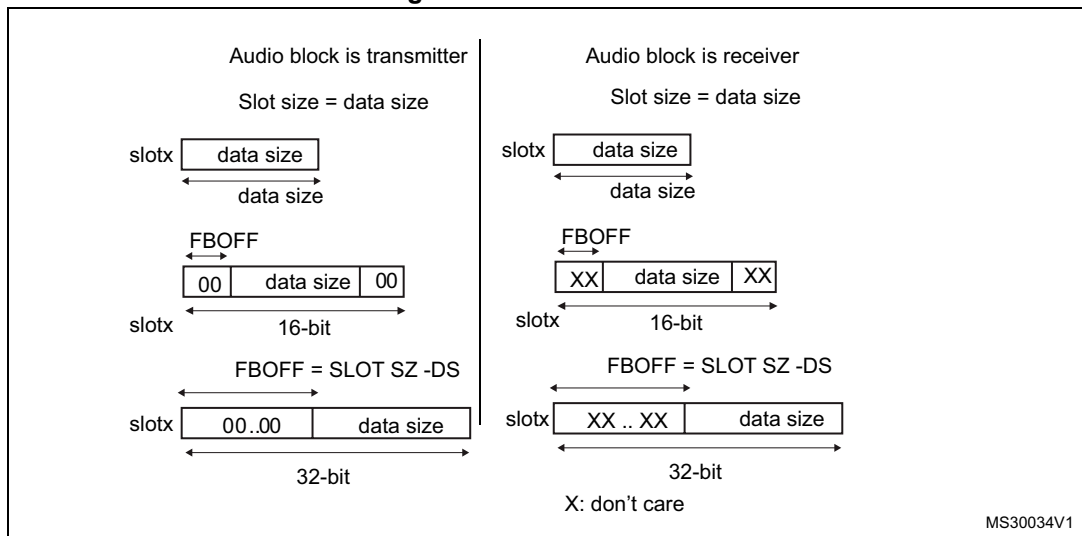 g
Audio block is transmitter
Slot size = data size
slotx data size
data size
FBOFF
00 data size 00
slotx 16-bit
FBOFF = SLOT SZ -DS
slotx 00..00 data size
32-bit
Audio block is receiver
Slot size = data size
slotx data size
data size
FBOFF
XX data size XX
slotx 16-bit
FBOFF = SLOT SZ -DS
slotx XX .. XX data size
32-bit
X: don't care
MS30034V1